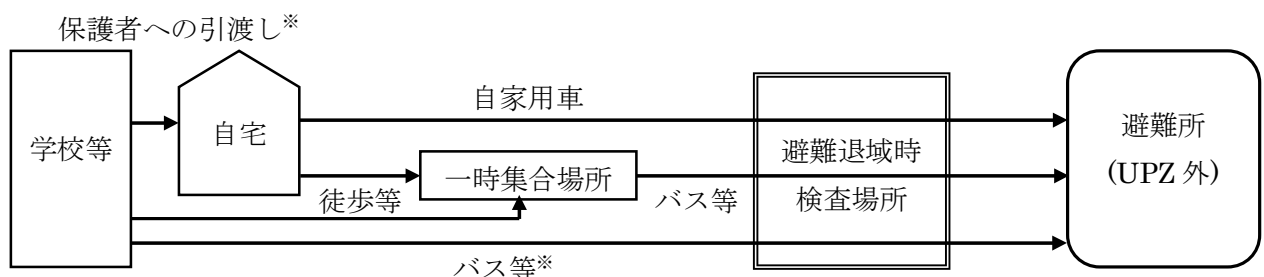 保護者への引渡し※
学校等
自宅
自家用車
徒歩等
一時集合場所
バス等
避難退域時
検査場所
避難所
(UPZ 外)
バス等※